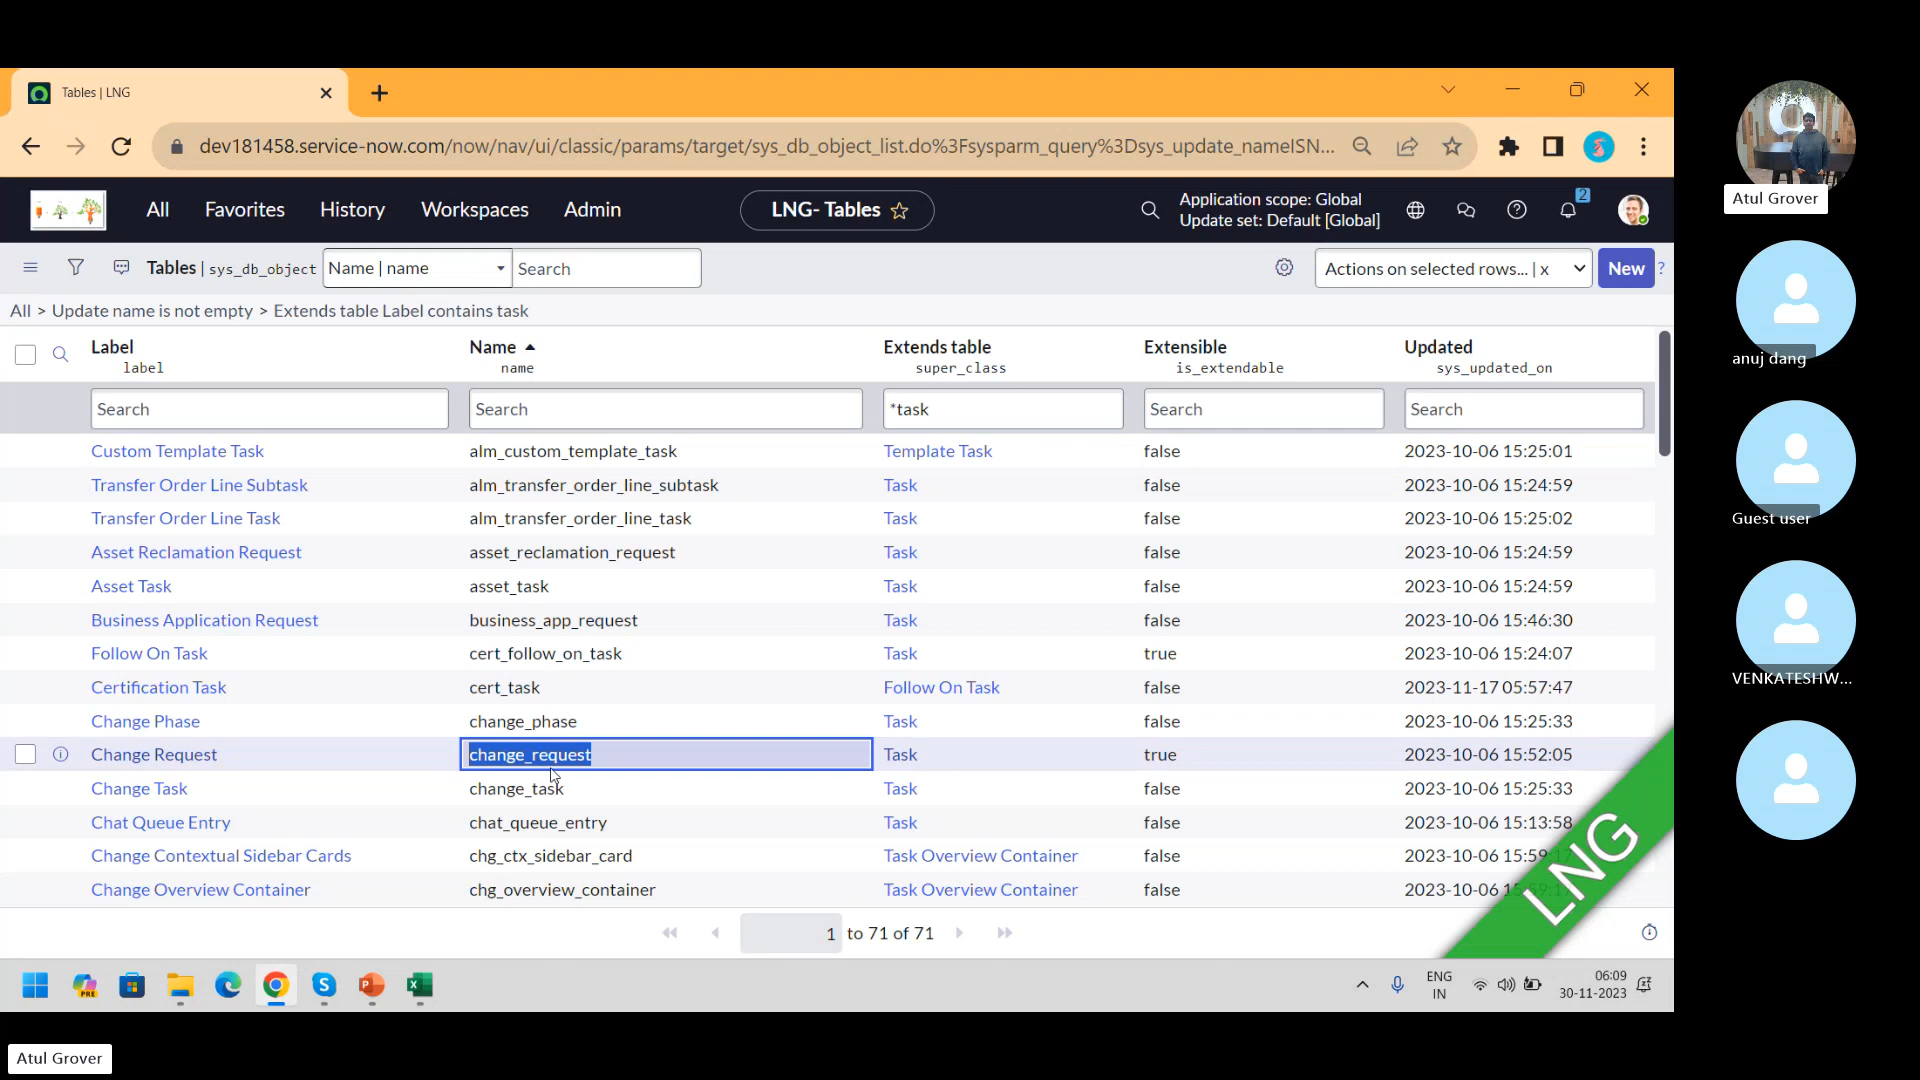 Tables | LNG
dev181458.service-now.com/now/nav/ui/classic/params/target/sys_db_object_list.do%3Fsysparm_query%3Dsys_update_nameISN...
All Favorites History Workspaces Admin
LNG- Tables
Application scope: Global
Update set: Default [Global]
2
Tables | sys_db_object
Name | name
Search
Actions on selected rows... | x
New
?
All > Update name is not empty > Extends table Label contains task
Label Name Extends table Extensible Updated
label name super_class is_extendable sys_updated_on
Search Search *task Search Search
Custom Template Task alm_custom_template_task Template Task false 2023-10-06 15:25:01
Transfer Order Line Subtask alm_transfer_order_line_subtask Task false 2023-10-06 15:24:59
Transfer Order Line Task alm_transfer_order_line_task Task false 2023-10-06 15:25:02
Asset Reclamation Request asset_reclamation_request Task false 2023-10-06 15:24:59
Asset Task asset_task Task false 2023-10-06 15:24:59
Business Application Request business_app_request Task false 2023-10-06 15:46:30
Follow On Task cert_follow_on_task Task true 2023-10-06 15:24:07
Certification Task cert_task Follow On Task false 2023-11-17 05:57:47
Change Phase change_phase Task false 2023-10-06 15:25:33
Change Request change_request Task true 2023-10-06 15:52:05
Change Task change_task Task false 2023-10-06 15:25:33
Chat Queue Entry chat_queue_entry Task false 2023-10-06 15:13:58
Change Contextual Sidebar Cards chg_ctx_sidebar_card Task Overview Container false 2023-10-06 15:59:17
Change Overview Container chg_overview_container Task Overview Container false 2023-10-06 15:59:17
LNG
1 to 71 of 71
PRE
ENG
IN
06:09
30-11-2023
Atul Grover
anuj dang
Guest user
VENKATESHW...
Atul Grover